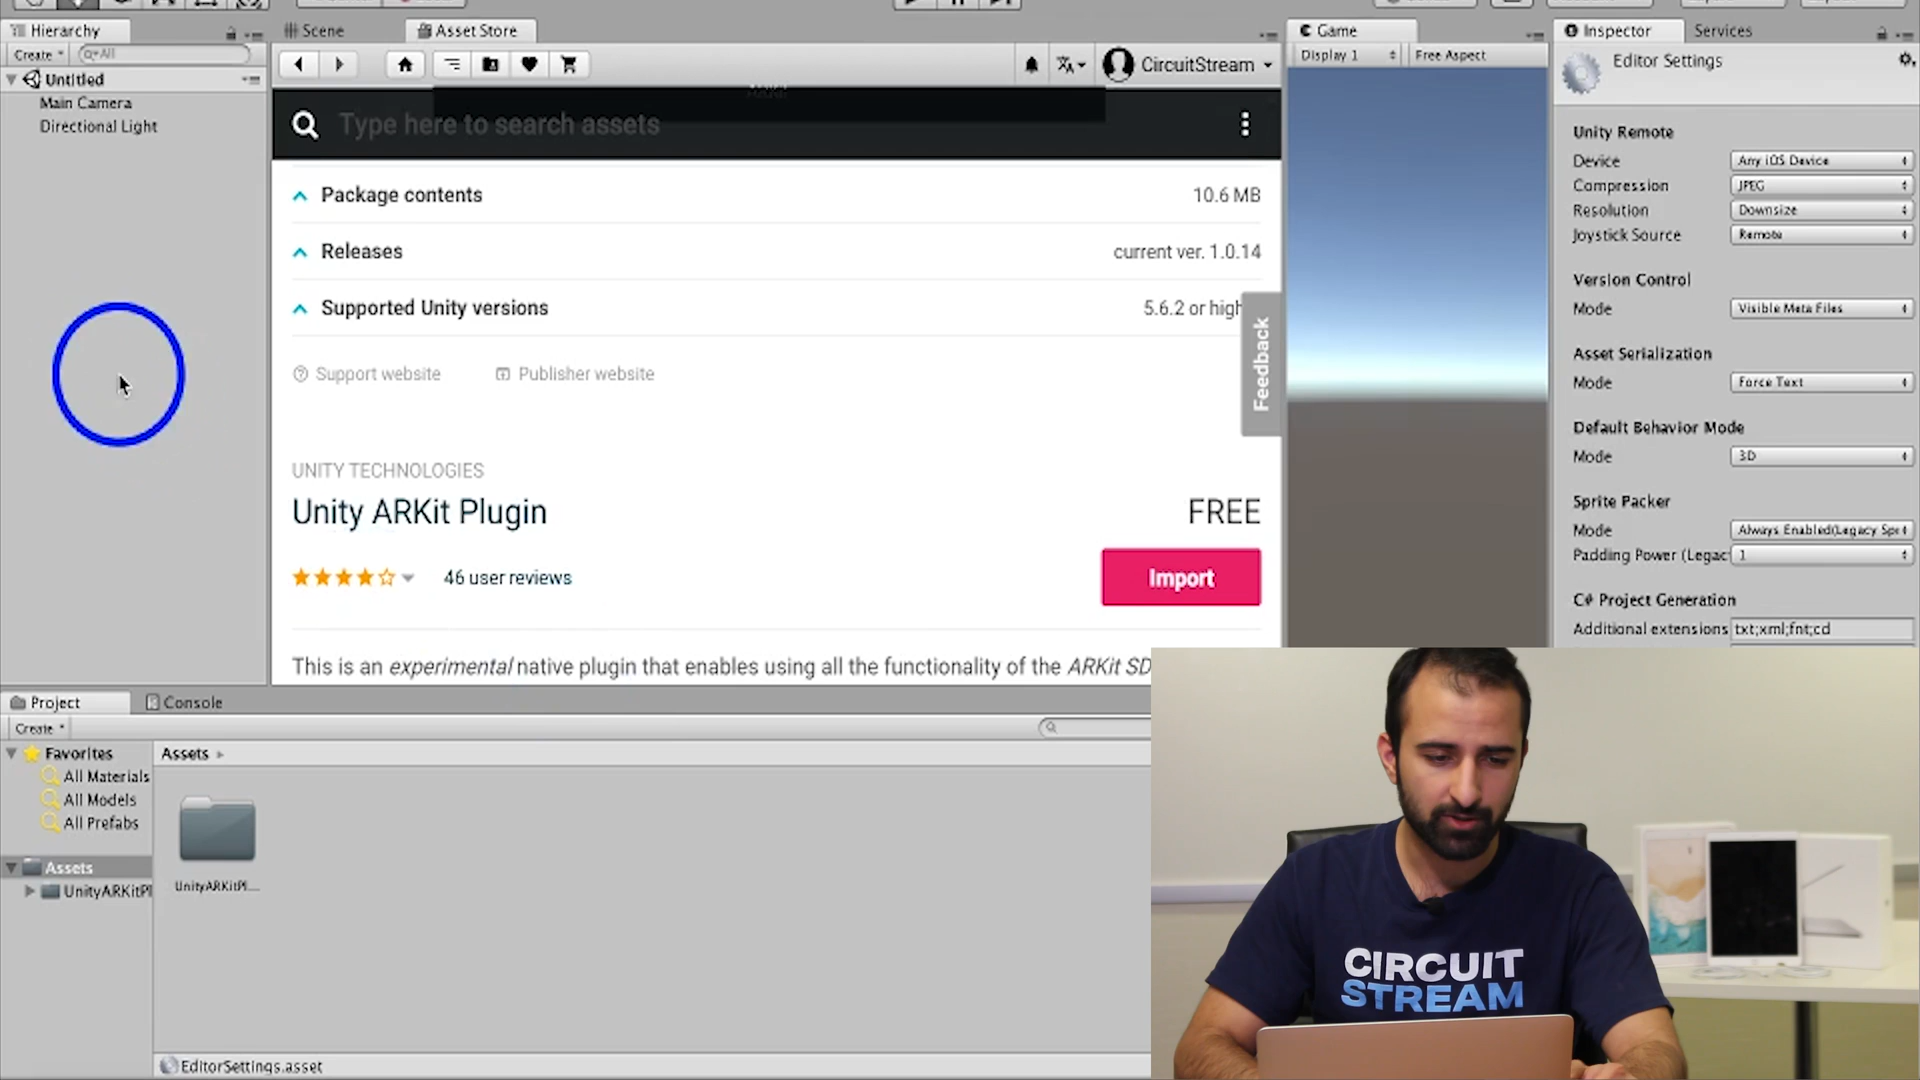 Hierarchy
Create
All
Untitled
Main Camera
Directional Light
Scene
Asset Store
CircuitStream
Type here to search assets
Package contents
10.6 MB
Releases
current ver. 1.0.14
Supported Unity versions
5.6.2 or high
Support website
Publisher website
Feedback
UNITY TECHNOLOGIES
Unity ARKit Plugin
FREE
46 user reviews
Import
This is an experimental native plugin that enables using all the functionality of the ARKit SD
Game
Display 1
Free Aspect
Inspector
Services
Editor Settings
Unity Remote
Device
Any iOS Device
Compression
JPEG
Resolution
Downsize
Joystick Source
Remote
Version Control
Mode
Visible Meta Files
Asset Serialization
Mode
Force Text
Default Behavior Mode
Mode
3D
Sprite Packer
Mode
Always Enabled(Legacy Spr
Padding Power (Legac
1
C# Project Generation
Additional extensions
txt;xml;fnt;cd
Project
Console
Create
Favorites
All Materials
All Models
All Prefabs
Assets
UnityARKitPl
Assets
UnityARKitPl...
EditorSettings.asset
CIRCUIT
STREAM